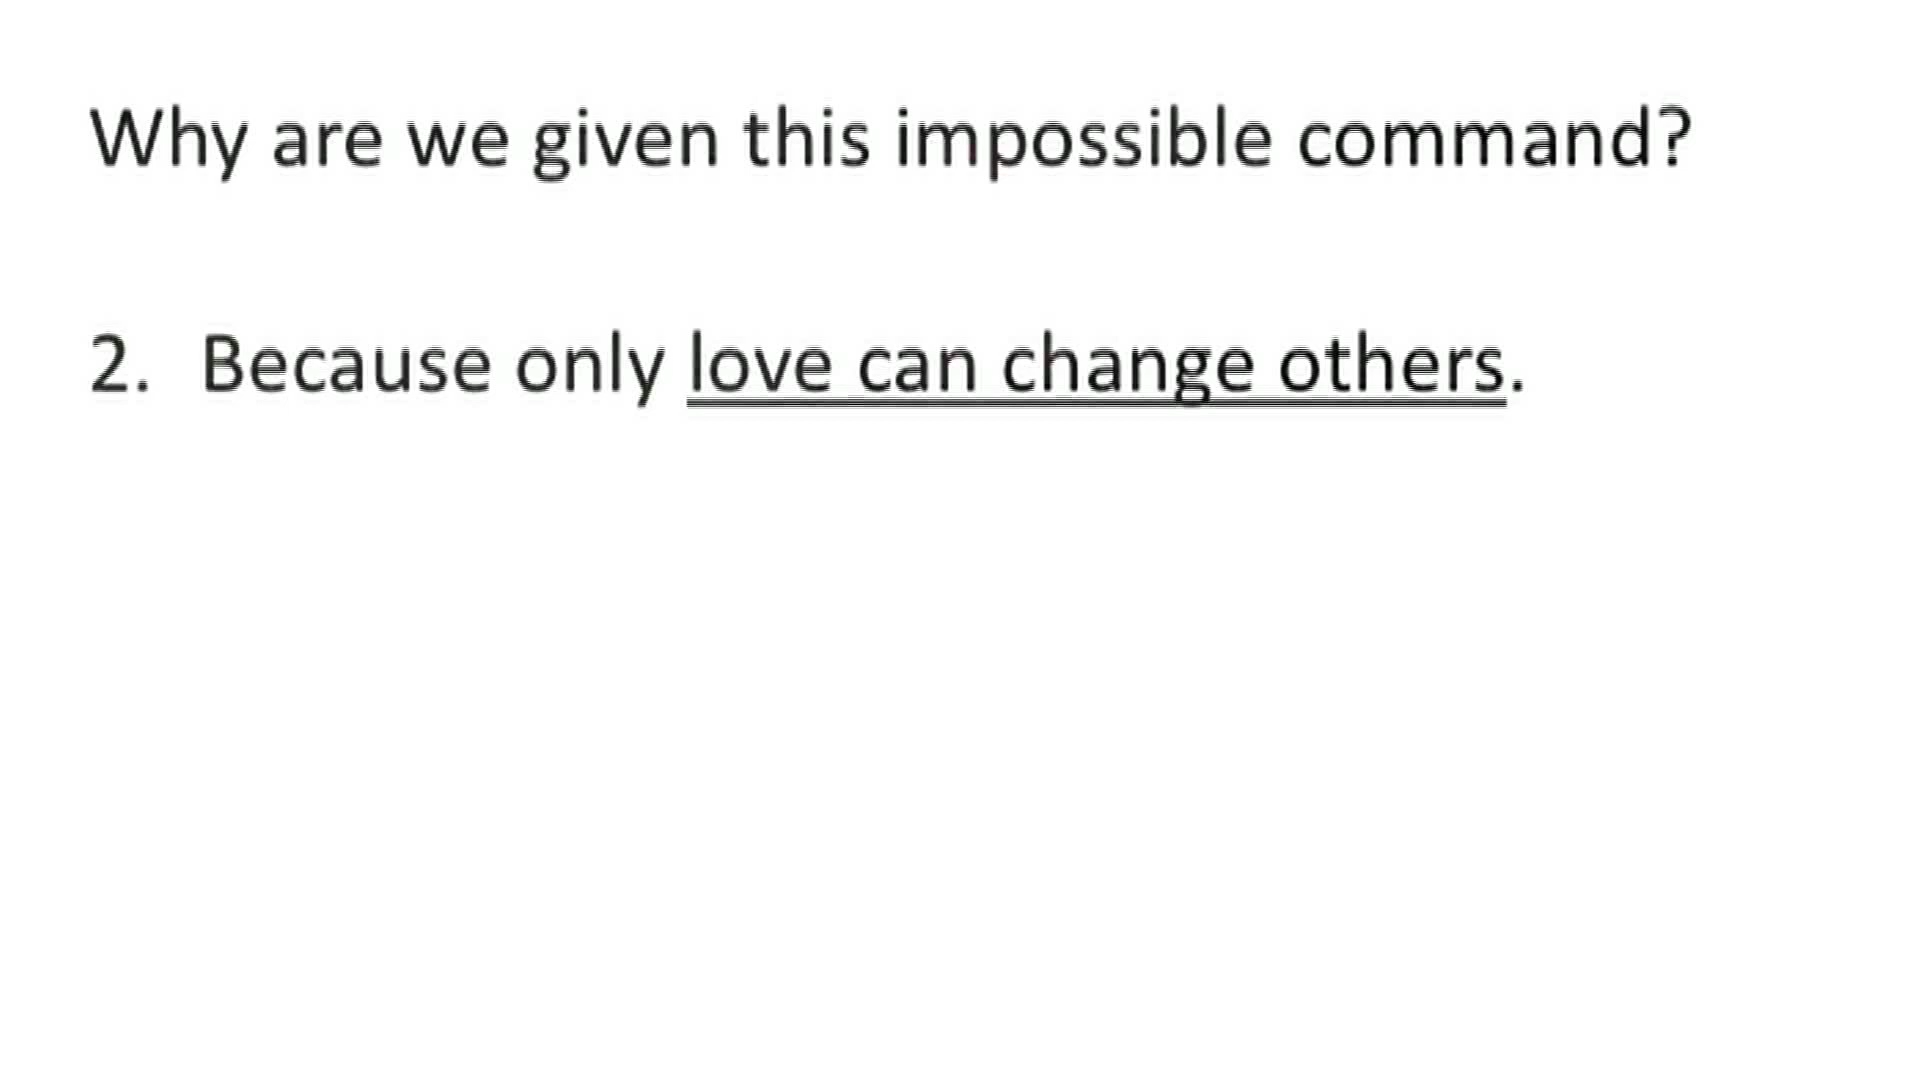 Why are we given this impossible command?
2. Because only love can change others.